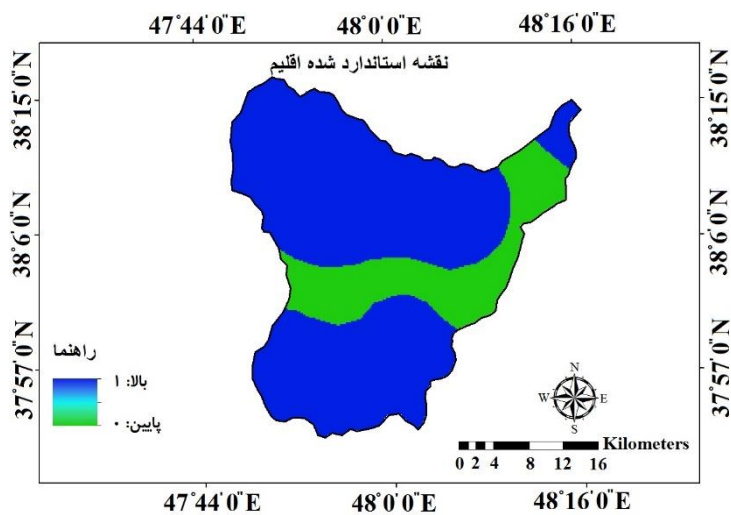 47°44'0"E 48°0'0"E 48°16'0"E
نقشه استاندارد شده اقلیم
38°15'0"N 38°15'0"N
38°6'0"N 38°6'0"N
37°57'0"N 37°57'0"N
راهنما
بالا: ۱
پایین: ۰
N
W E
S
Kilometers
0 2 4 8 12 16
47°44'0"E 48°0'0"E 48°16'0"E